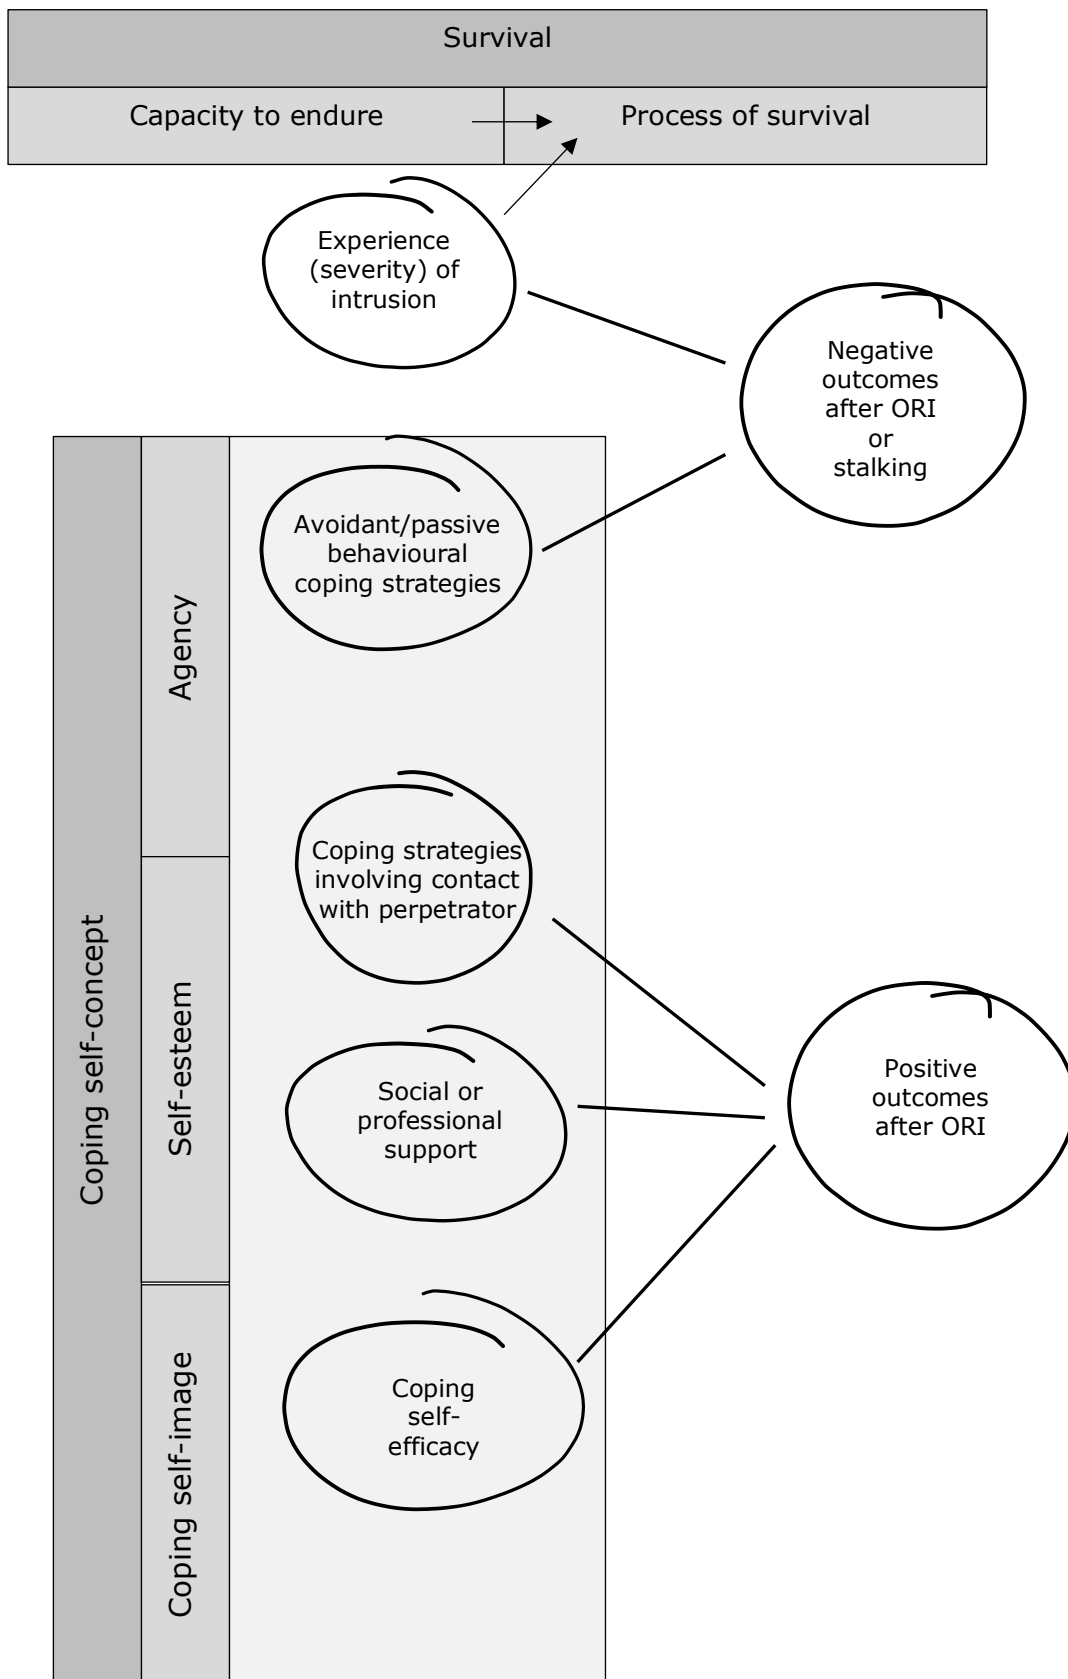 Survival
Capacity to endure
Process of survival
Experience
(severity) of
intrusion
Negative
outcomes
after ORI
or
stalking
Coping self-concept
Agency
Avoidant/passive
behavioural
coping strategies
Coping strategies
involving contact
with perpetrator
Self-esteem
Social or
professional
support
Positive
outcomes
after ORI
Coping self-image
Coping
self-
efficacy